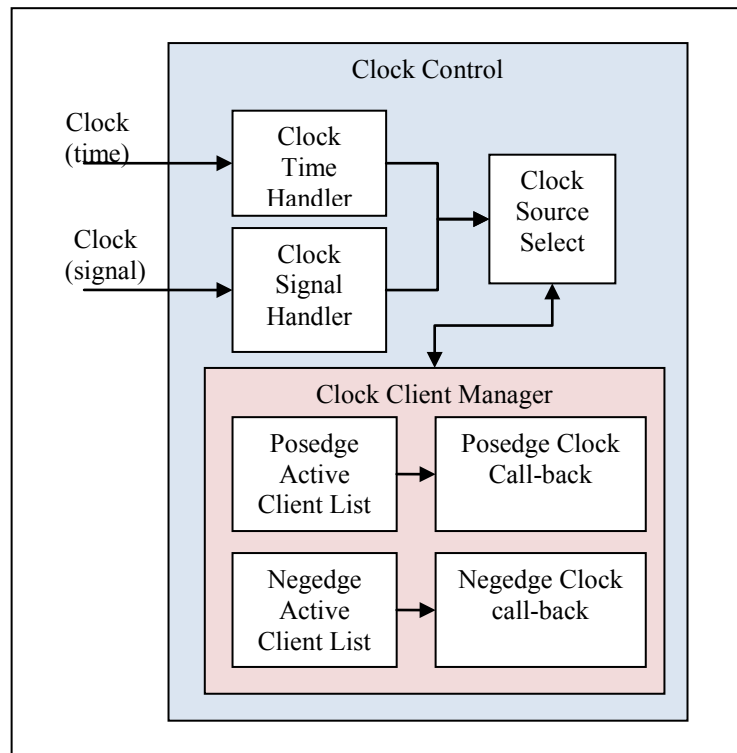 Clock Control
Clock
(time)
Clock
Time
Handler
Clock
Source
Select
Clock
(signal)
Clock
Signal
Handler
Clock Client Manager
Posedge
Active
Client List
Posedge Clock
Call-back
Negedge
Active
Client List
Negedge Clock
call-back